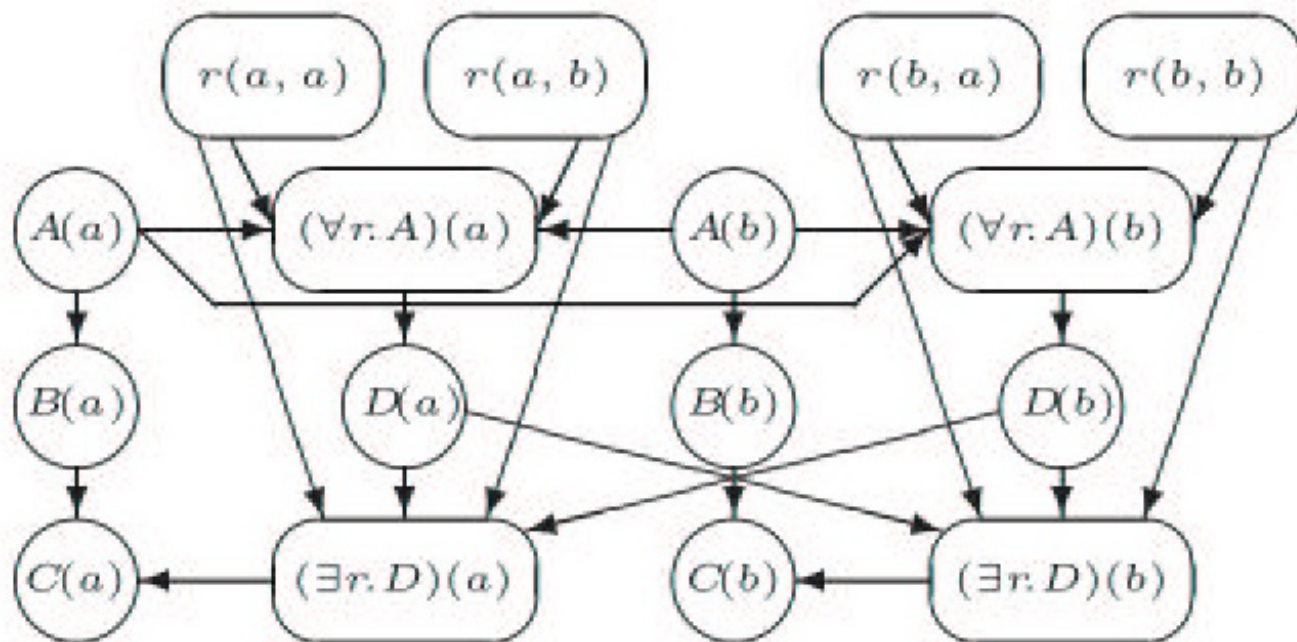 r(a, a) r(a, b) r(b, a) r(b, b)
A(a) (∀r.A)(a) A(b) (∀r.A)(b)
B(a) D(a) B(b) D(b)
C(a) (∃r.D)(a) C(b) (∃r.D)(b)